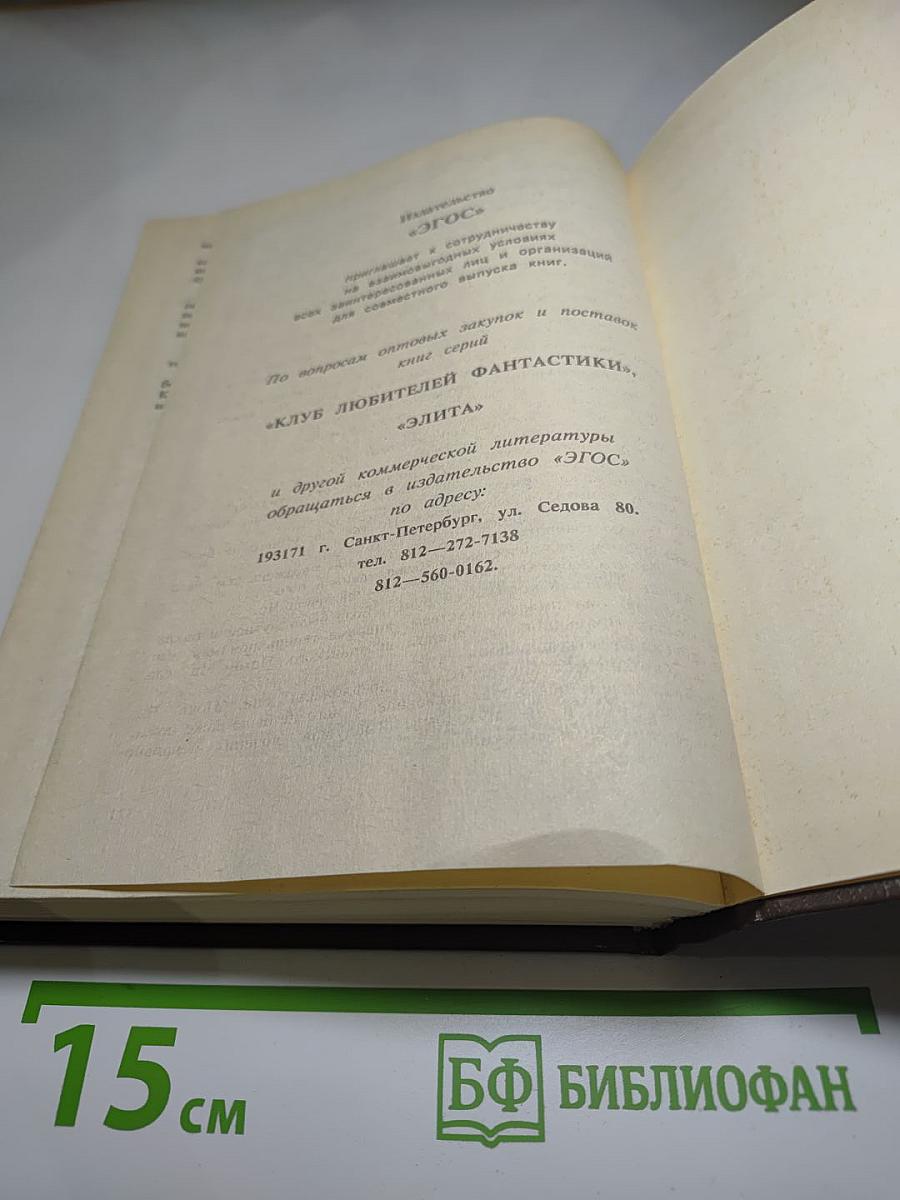 Издательство
«ЭГОС»
приглашает к сотрудничеству
на взаимовыгодных условиях
всех заинтересованных лиц и организаций
для совместного выпуска книг.
По вопросам оптовых закупок и поставок
книг серий
«КЛУБ ЛЮБИТЕЛЕЙ ФАНТАСТИКИ»,
«ЭЛИТА»
и другой коммерческой литературы
обращаться в издательство «ЭГОС»
по адресу:
193171 г. Санкт-Петербург, ул. Седова 80.
тел. 812—272-7138
812—560-0162.
15 см
БФ БИБЛИОФАН